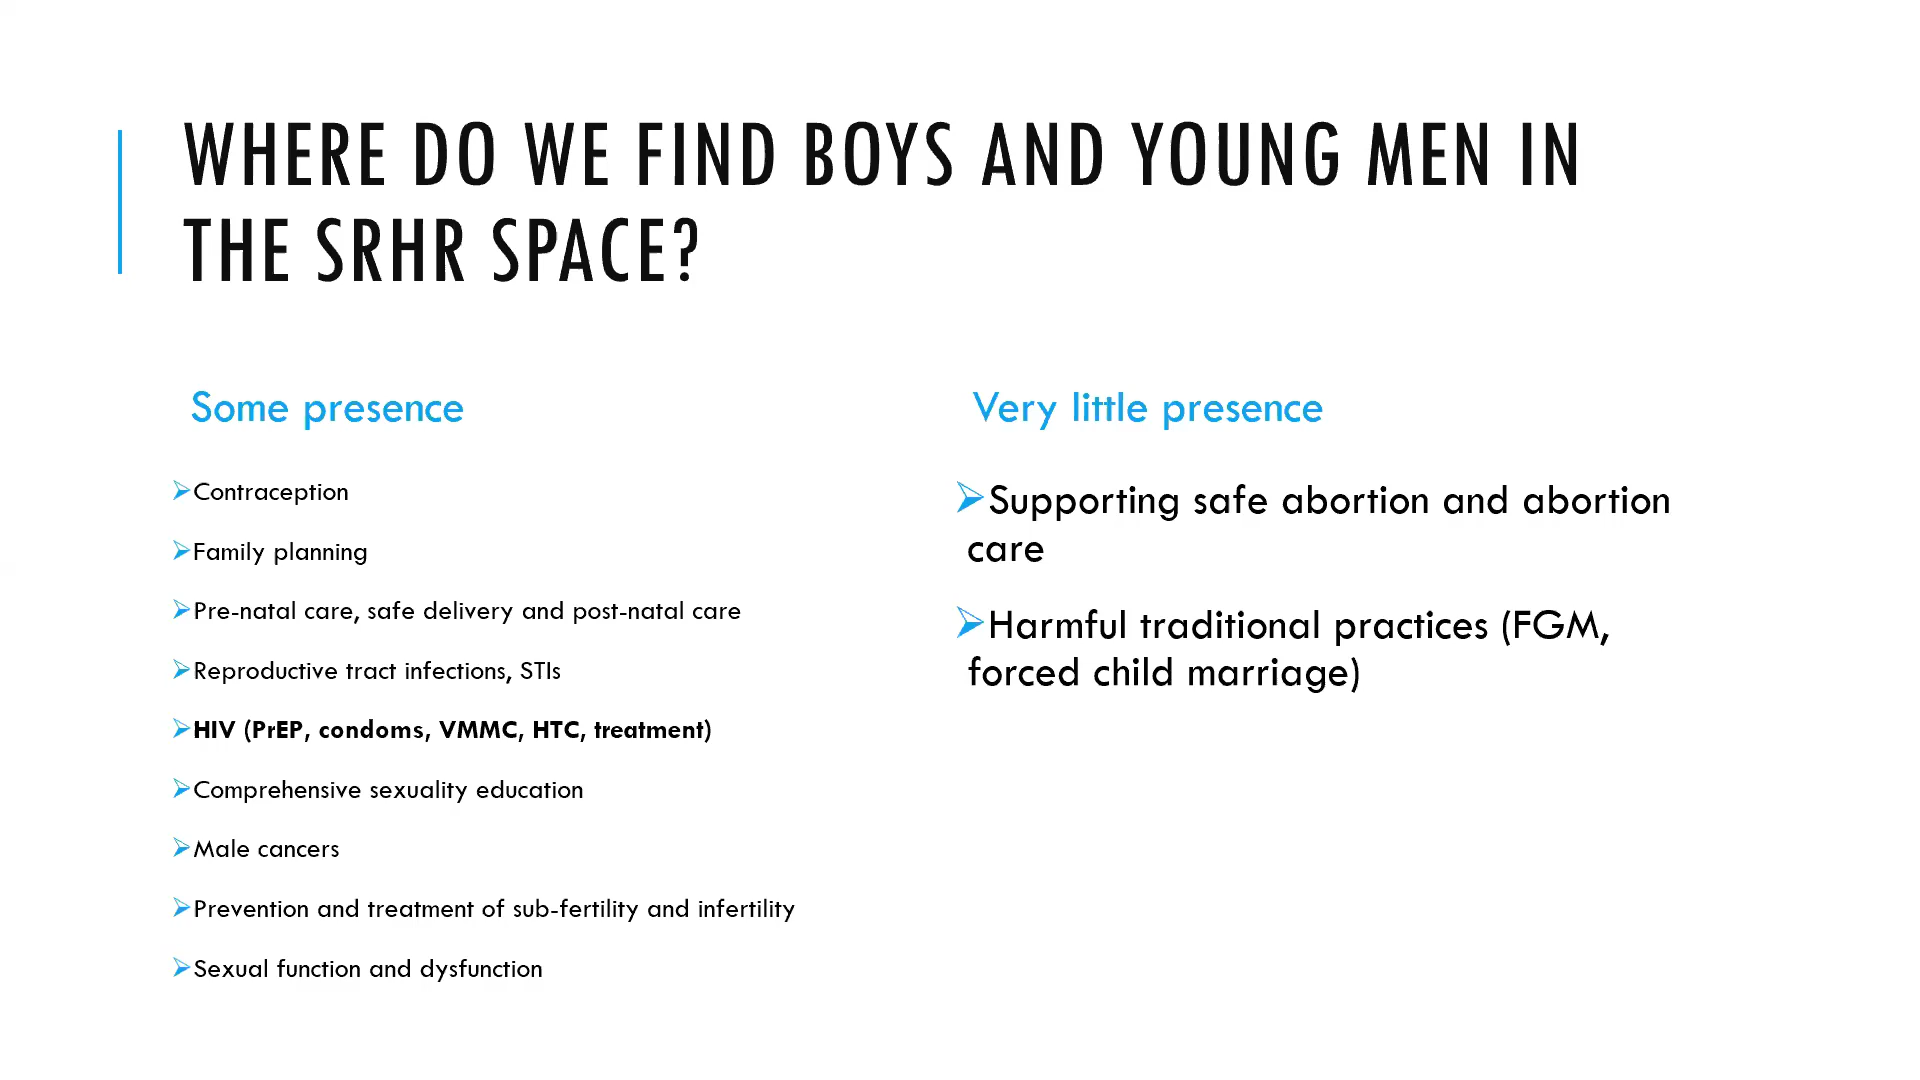 WHERE DO WE FIND BOYS AND YOUNG MEN IN
THE SRHR SPACE?
Some presence
Contraception
Family planning
Pre-natal care, safe delivery and post-natal care
Reproductive tract infections, STIs
HIV (PrEP, condoms, VMMC, HTC, treatment)
Comprehensive sexuality education
Male cancers
Prevention and treatment of sub-fertility and infertility
Sexual function and dysfunction
Very little presence
Supporting safe abortion and abortion
care
Harmful traditional practices (FGM,
forced child marriage)